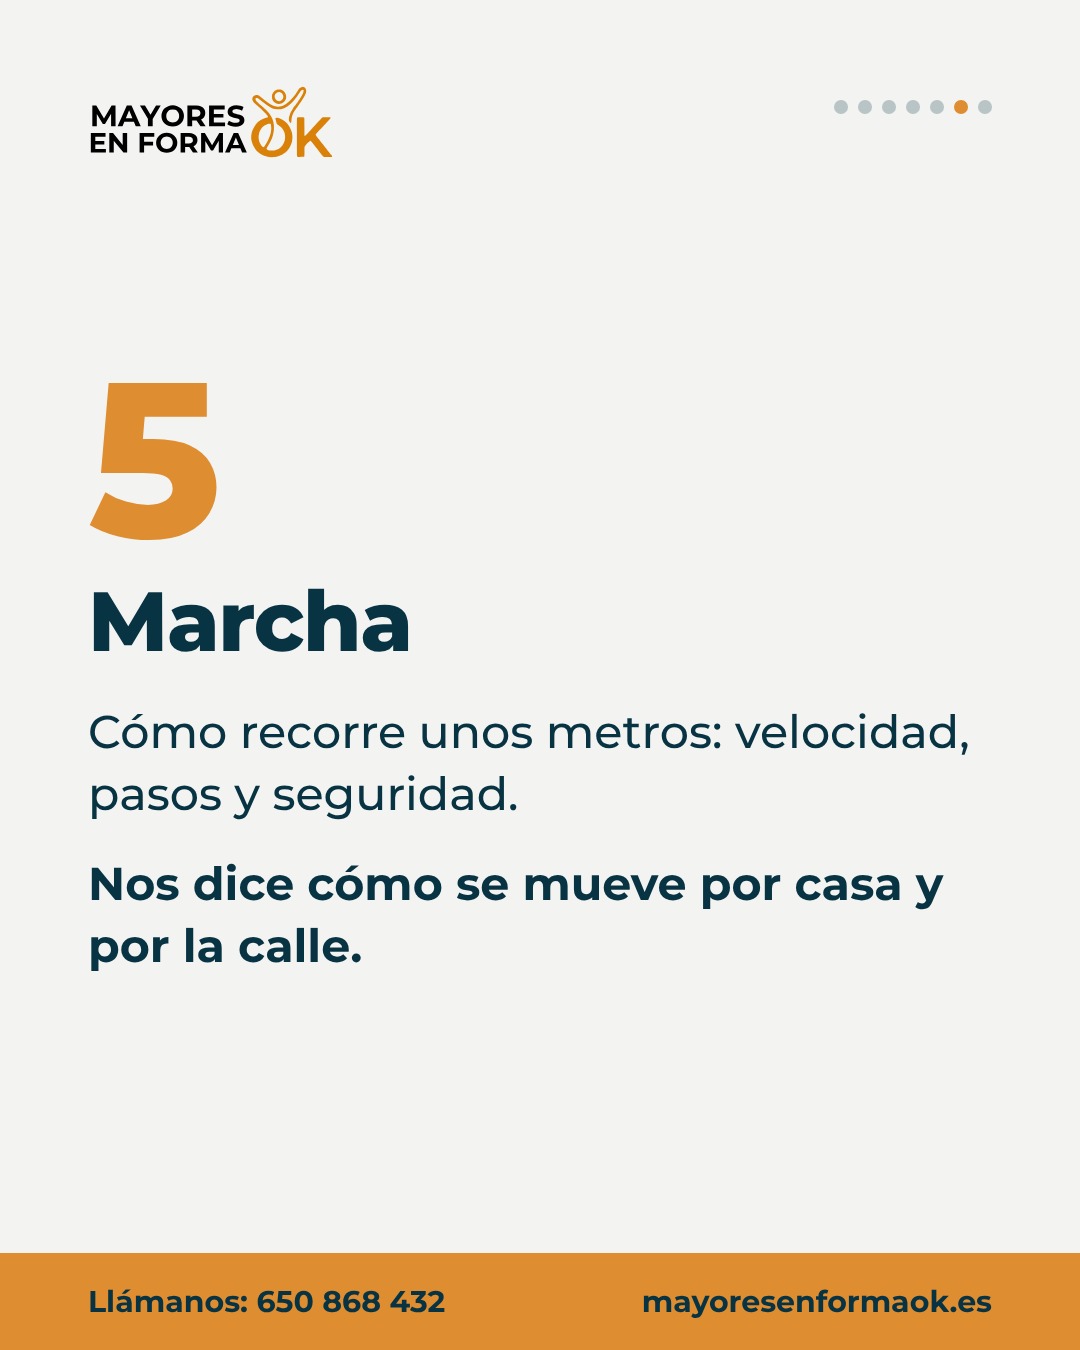 MAYORES
EN FORMA OK
5
Marcha
Cómo recorre unos metros: velocidad,
pasos y seguridad.
Nos dice cómo se mueve por casa y
por la calle.
Llámanos: 650 868 432
mayoresenformaok.es